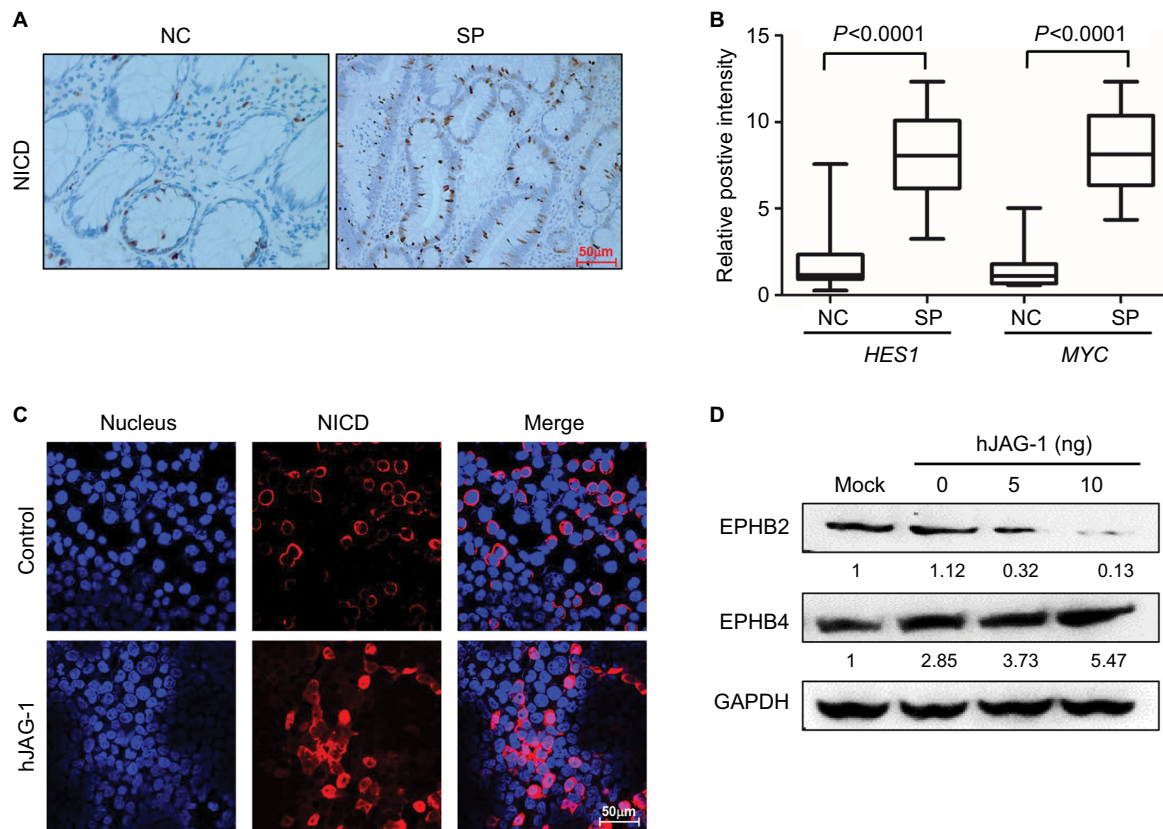 A
NC SP
NICD
50μm
B
Relative postive intensity
15
10
5
0
P<0.0001 P<0.0001
NC SP NC SP
HES1 MYC
C
Nucleus NICD Merge
Control
hJAG-1
50μm
D
hJAG-1 (ng)
Mock 0 5 10
EPHB2
1 1.12 0.32 0.13
EPHB4
1 2.85 3.73 5.47
GAPDH